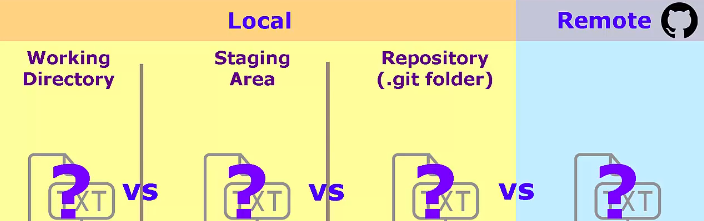 Local
Remote
Working
Directory
Staging
Area
Repository
(.git folder)
? TXT vs ? TXT vs ? TXT vs ? TXT